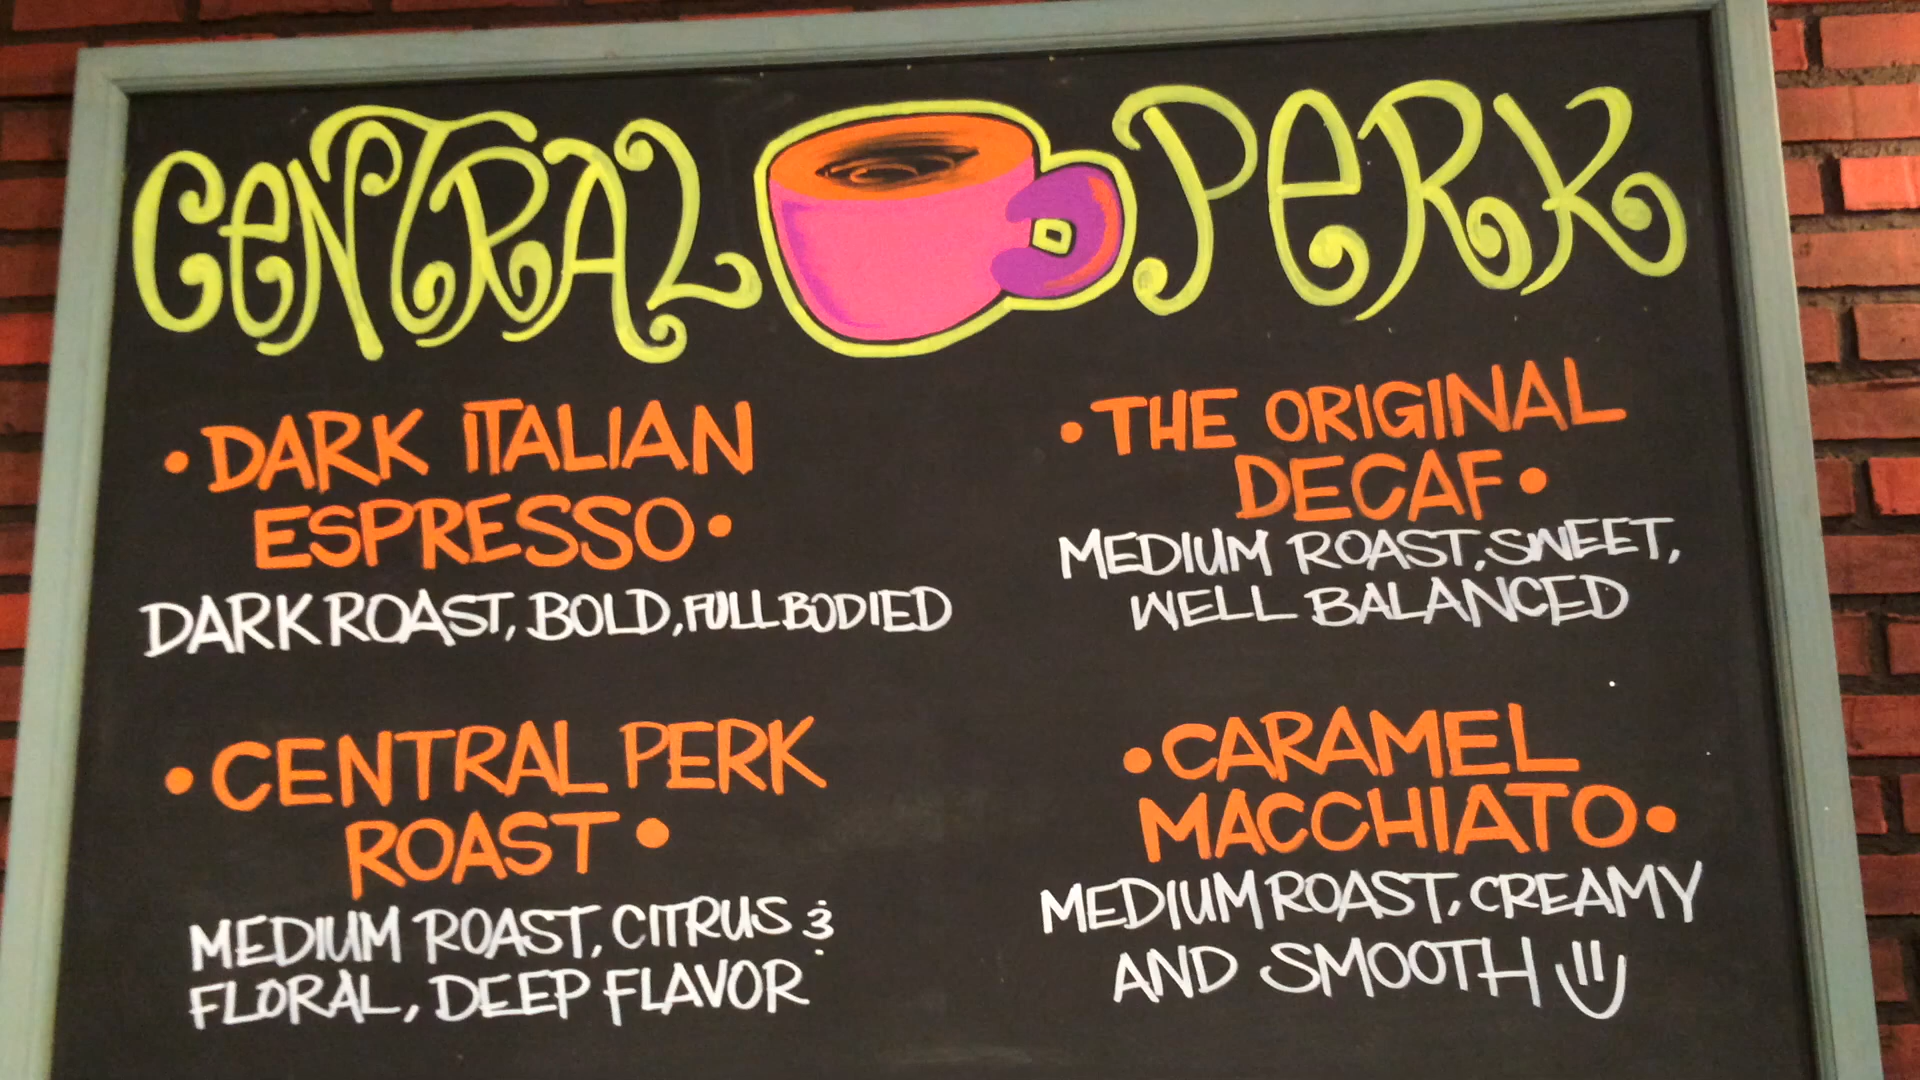 CENTRAL PERK
• DARK ITALIAN
ESPRESSO •
DARK ROAST, BOLD, FULL BODIED
• CENTRAL PERK
ROAST •
MEDIUM ROAST, CITRUS &
FLORAL, DEEP FLAVOR
• THE ORIGINAL
DECAF •
MEDIUM ROAST, SWEET,
WELL BALANCED
• CARAMEL
MACCHIATO •
MEDIUM ROAST, CREAMY
AND SMOOTH